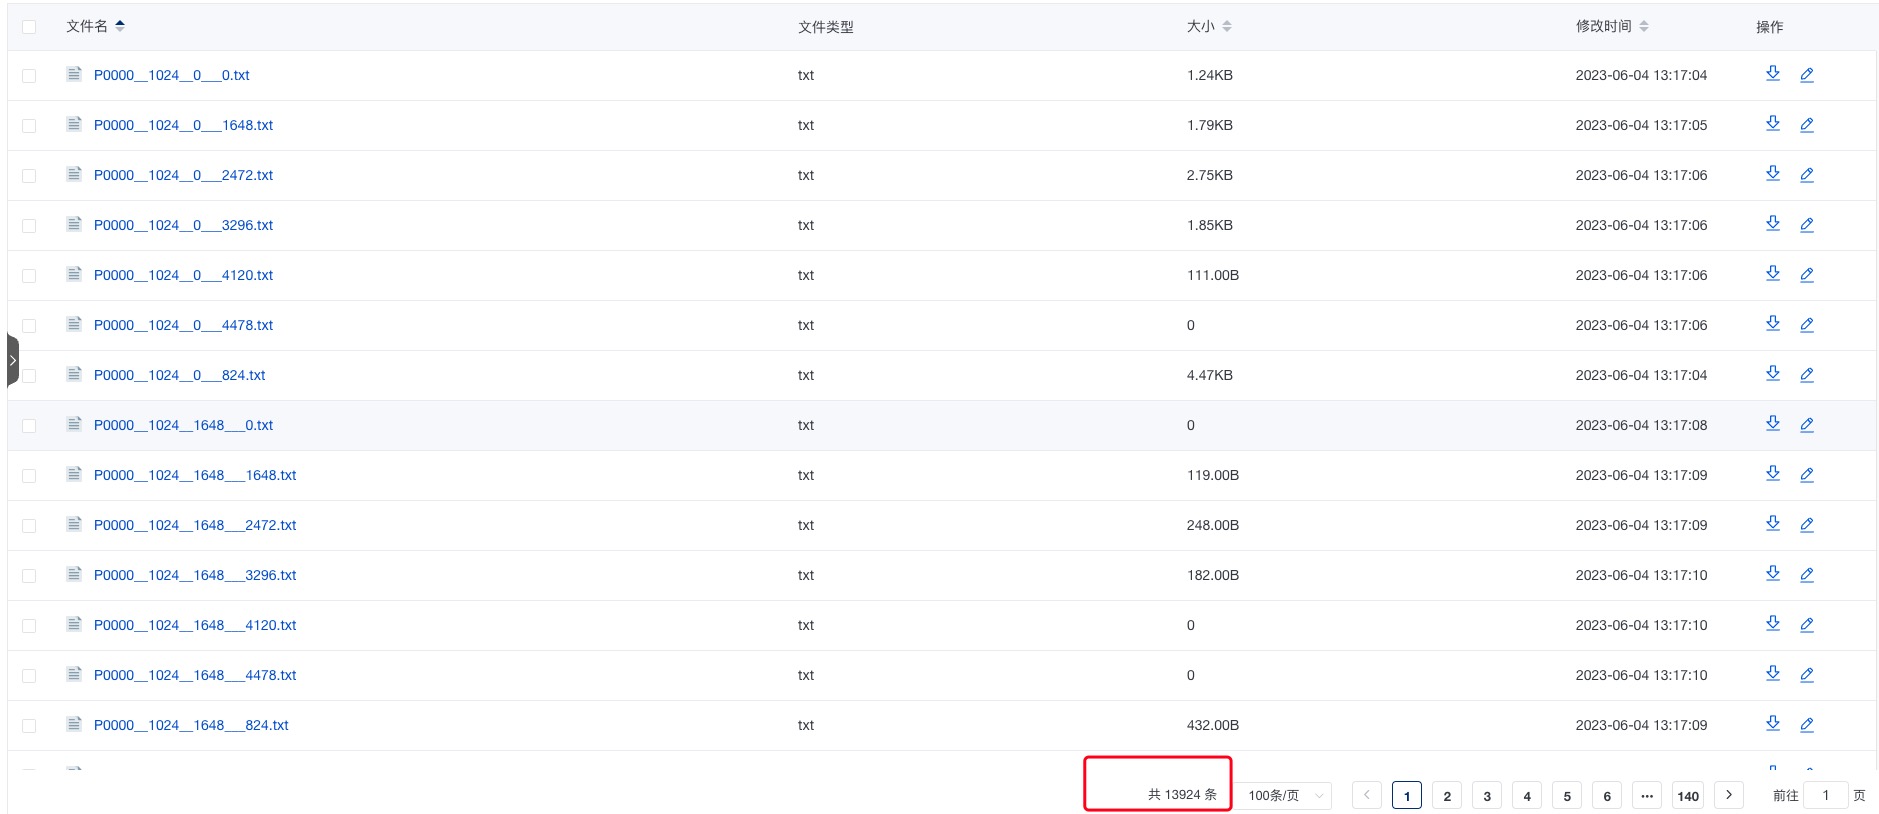 文件名 文件类型 大小 修改时间 操作
P0000__1024__0___0.txt txt 1.24KB 2023-06-04 13:17:04
P0000__1024__0___1648.txt txt 1.79KB 2023-06-04 13:17:05
P0000__1024__0___2472.txt txt 2.75KB 2023-06-04 13:17:06
P0000__1024__0___3296.txt txt 1.85KB 2023-06-04 13:17:06
P0000__1024__0___4120.txt txt 111.00B 2023-06-04 13:17:06
P0000__1024__0___4478.txt txt 0 2023-06-04 13:17:06
P0000__1024__0___824.txt txt 4.47KB 2023-06-04 13:17:04
P0000__1024__1648___0.txt txt 0 2023-06-04 13:17:08
P0000__1024__1648___1648.txt txt 119.00B 2023-06-04 13:17:09
P0000__1024__1648___2472.txt txt 248.00B 2023-06-04 13:17:09
P0000__1024__1648___3296.txt txt 182.00B 2023-06-04 13:17:10
P0000__1024__1648___4120.txt txt 0 2023-06-04 13:17:10
P0000__1024__1648___4478.txt txt 0 2023-06-04 13:17:10
P0000__1024__1648___824.txt txt 432.00B 2023-06-04 13:17:09
共 13924 条 100条/页 1 2 3 4 5 6 ··· 140 前往 1 页